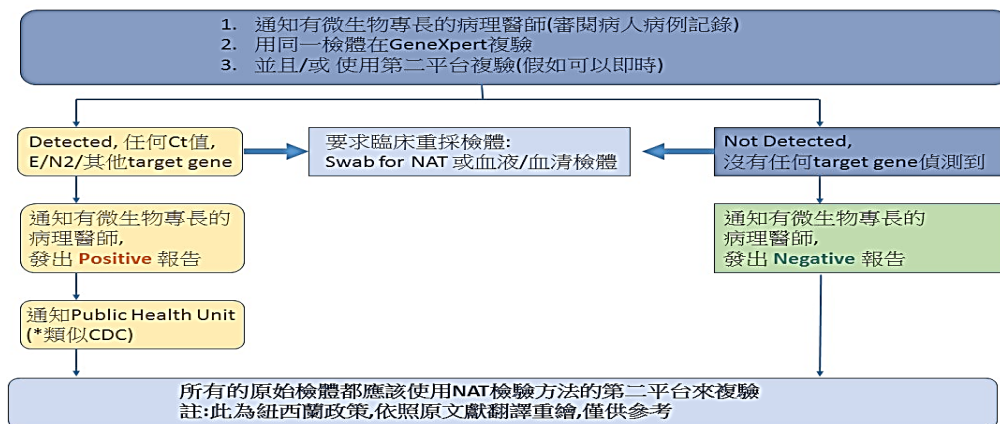 1. 通知有微生物專長的病理醫師(審閱病人病例記錄)
2. 用同一檢體在GeneXpert複驗
3. 並且/或 使用第二平台複驗(假如可以即時)
Detected, 任何Ct值,
E/N2/其他target gene
要求臨床重採檢體:
Swab for NAT 或血液/血清檢體
Not Detected,
沒有任何target gene偵測到
通知有微生物專長的
病理醫師,
發出 Positive 報告
通知有微生物專長的
病理醫師,
發出 Negative 報告
通知Public Health Unit
(*類似CDC)
所有的原始檢體都應該使用NAT檢驗方法的第二平台來複驗
註:此為紐西蘭政策,依照原文獻翻譯重繪,僅供參考